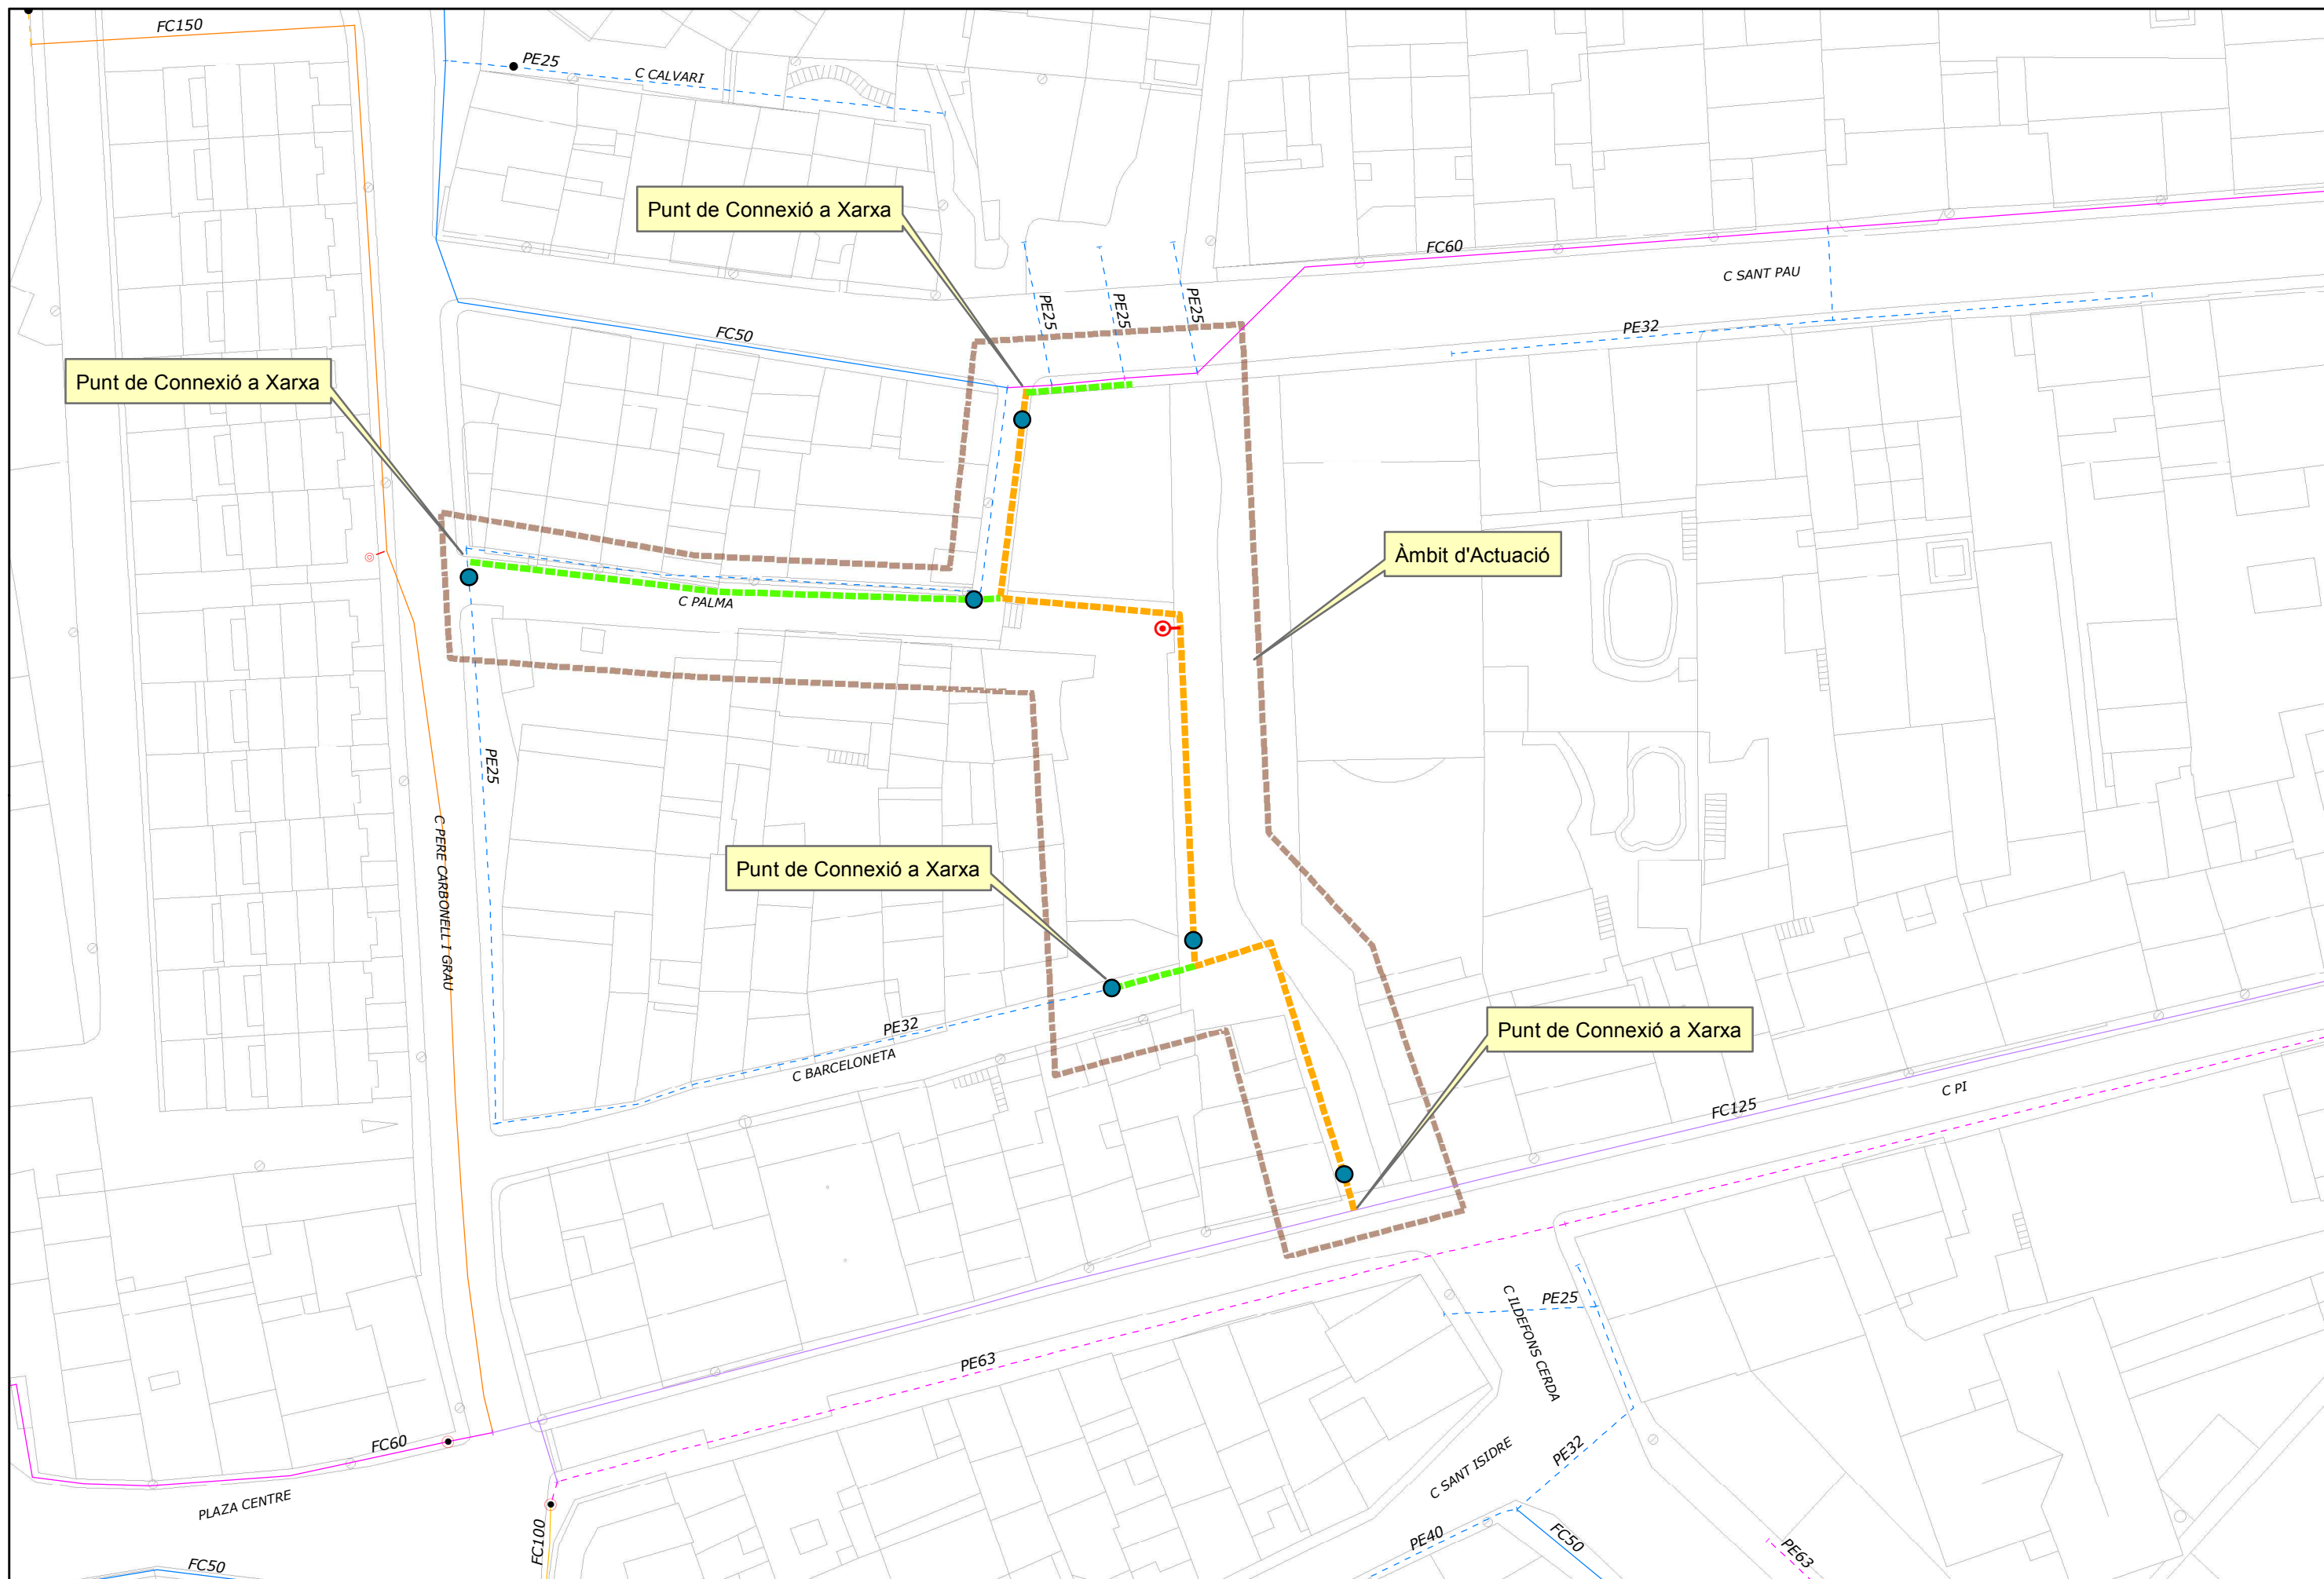 FC150
PE25
C CALVARI
Punt de Connexió a Xarxa
FC60
C SANT PAU
PE25
PE25
PE25
PE32
FC50
Punt de Connexió a Xarxa
Àmbit d'Actuació
C PALMA
PE25
C PERE CARBONELL I GRAU
Punt de Connexió a Xarxa
PE32
C BARCELONETA
Punt de Connexió a Xarxa
C PI
FC125
PE25
C ILDEFONS CERDA
PE63
FC60
PLAZA CENTRE
C SANT ISIDRE
PE32
FC100
PE40
FC50
PE63
FC50